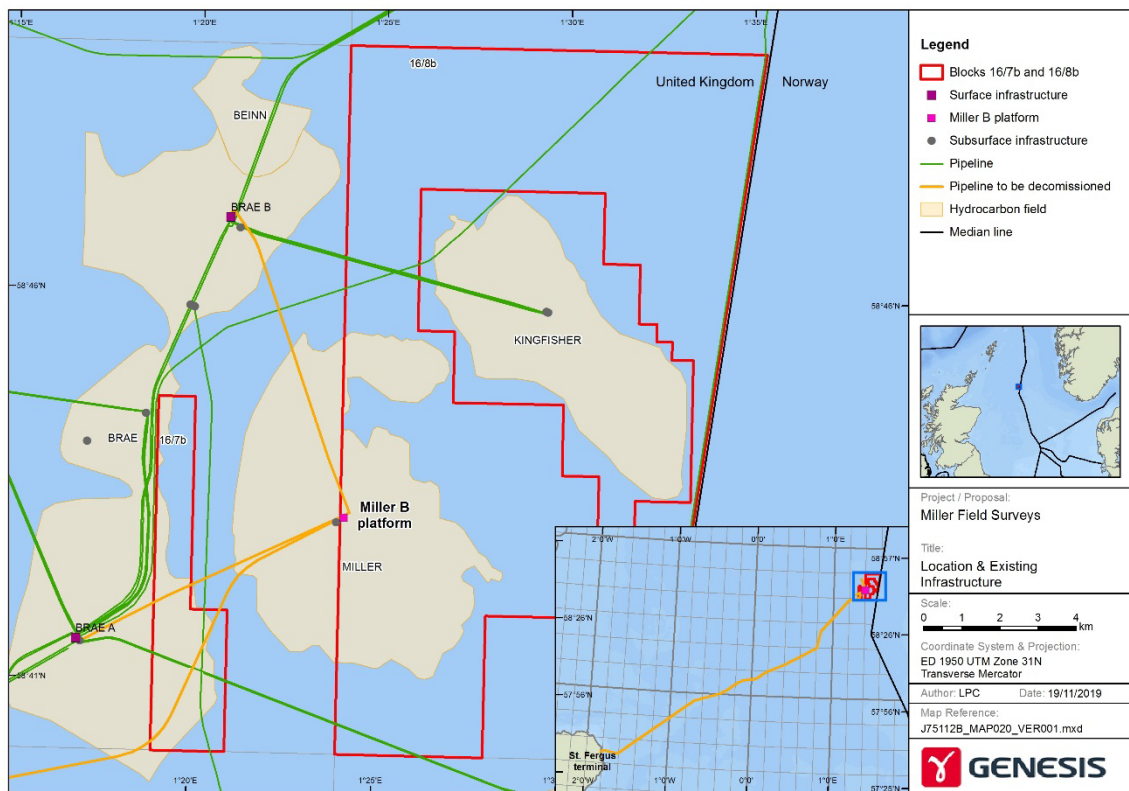 1°15'E
1°20'E
1°25'E
1°30'E
1°35'E
16/8b
United Kingdom
Norway
BEINN
BRAE B
58°46'N
58°46'N
KINGFISHER
BRAE
16/7b
Miller B
platform
MILLER
BRAE A
58°41'N
1°20'E
1°25'E
1°3
2°0'W
1°0'W
0°0'
1°0'E
58°57'N
58°26'N
58°26'N
57°56'N
57°50'N
St. Fergus
terminal
2°0'W
1°0'W
0°0'
1°0'E
57°25'N
Legend
Blocks 16/7b and 16/8b
Surface infrastructure
Miller B platform
Subsurface infrastructure
Pipeline
Pipeline to be decomissioned
Hydrocarbon field
Median line
Project / Proposal:
Miller Field Surveys
Title:
Location & Existing
Infrastructure
Scale:
0 1 2 3 4
km
Coordinate System & Projection:
ED 1950 UTM Zone 31N
Transverse Mercator
Author: LPC Date: 19/11/2019
Map Reference:
J75112B_MAP020_VER001.mxd
GENESIS